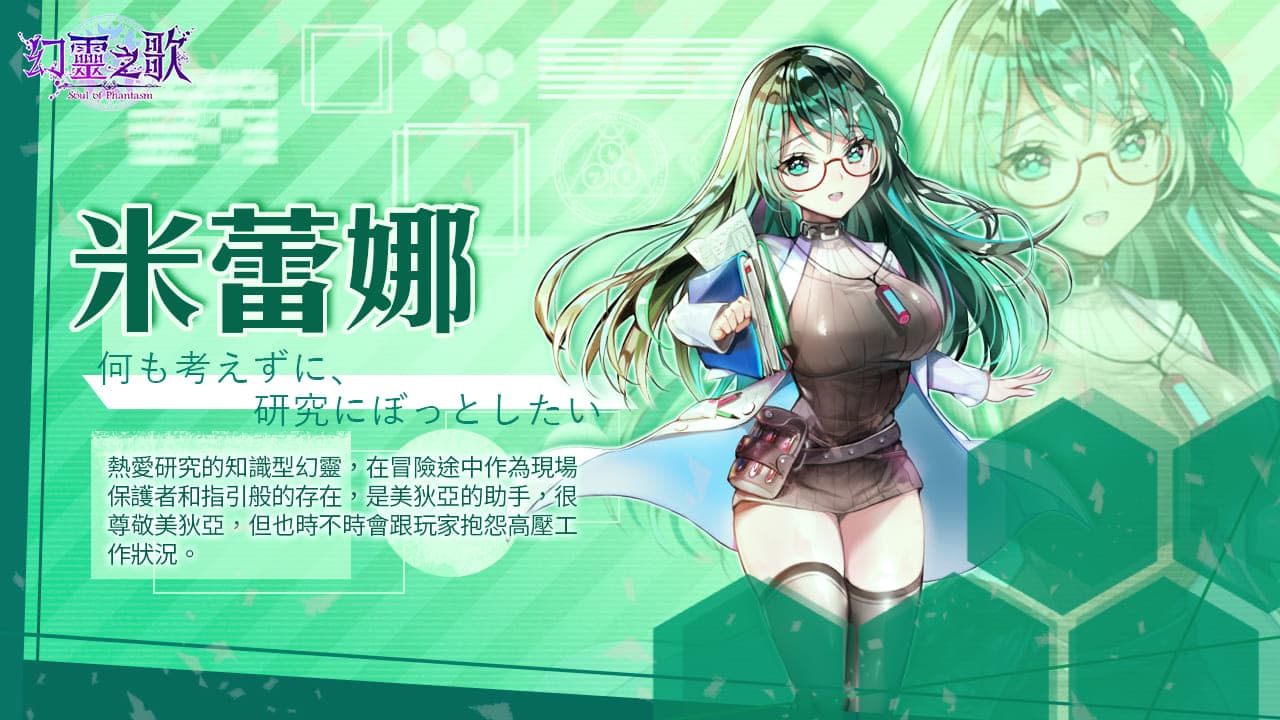 幻靈之歌
Soul of Phantasm
米蕾娜
何も考えずに、
研究にぼっとしたい
熱愛研究的知識型幻靈，在冒險途中作為現場
保護者和指引般的存在，是美狄亞的助手，很
尊敬美狄亞，但也時不時會跟玩家抱怨高壓工
作狀況。